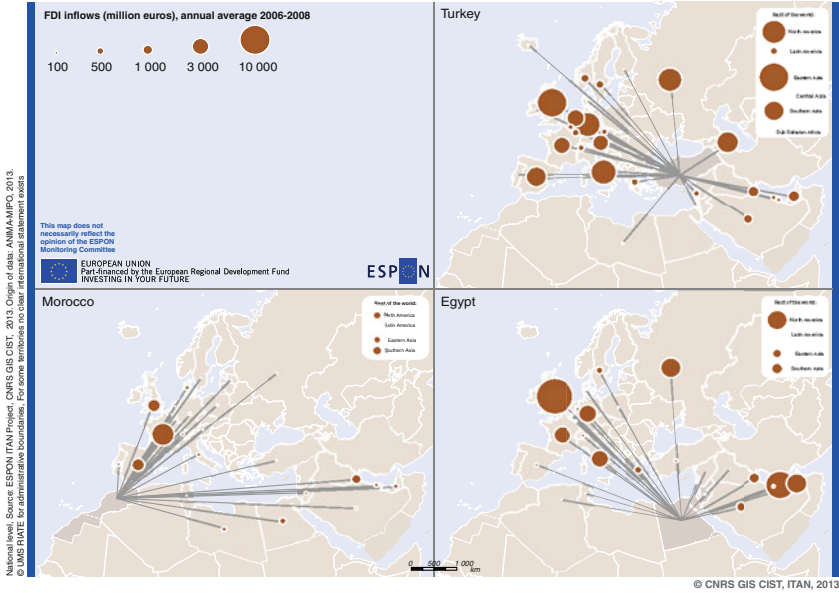 FDI inflows (million euros), annual average 2006-2008
100
500
1 000
3 000
10 000
This map does not
necessarily reflect the
opinion of the ESPON
Monitoring Committee
EUROPEAN UNION
Part-financed by the European Regional Development Fund
INVESTING IN YOUR FUTURE
ESPON
Turkey
Rest of the world:
North America
Latin America
Eastern Asia
Central Asia
Southern Asia
Sub Saharan Africa
Morocco
Rest of the world:
North America
Latin America
Eastern Asia
Southern Asia
Egypt
Rest of the world:
North America
Latin America
Eastern Asia
Southern Asia
0 500 1 000
km
National level, Source: ESPON ITAN Project, CNRS GIS CIST, 2013. Origin of data: ANIMA-MIPO, 2013.
© UMS RIATE for administrative boundaries, For some territories no clear international statement exists
© CNRS GIS CIST, ITAN, 2013